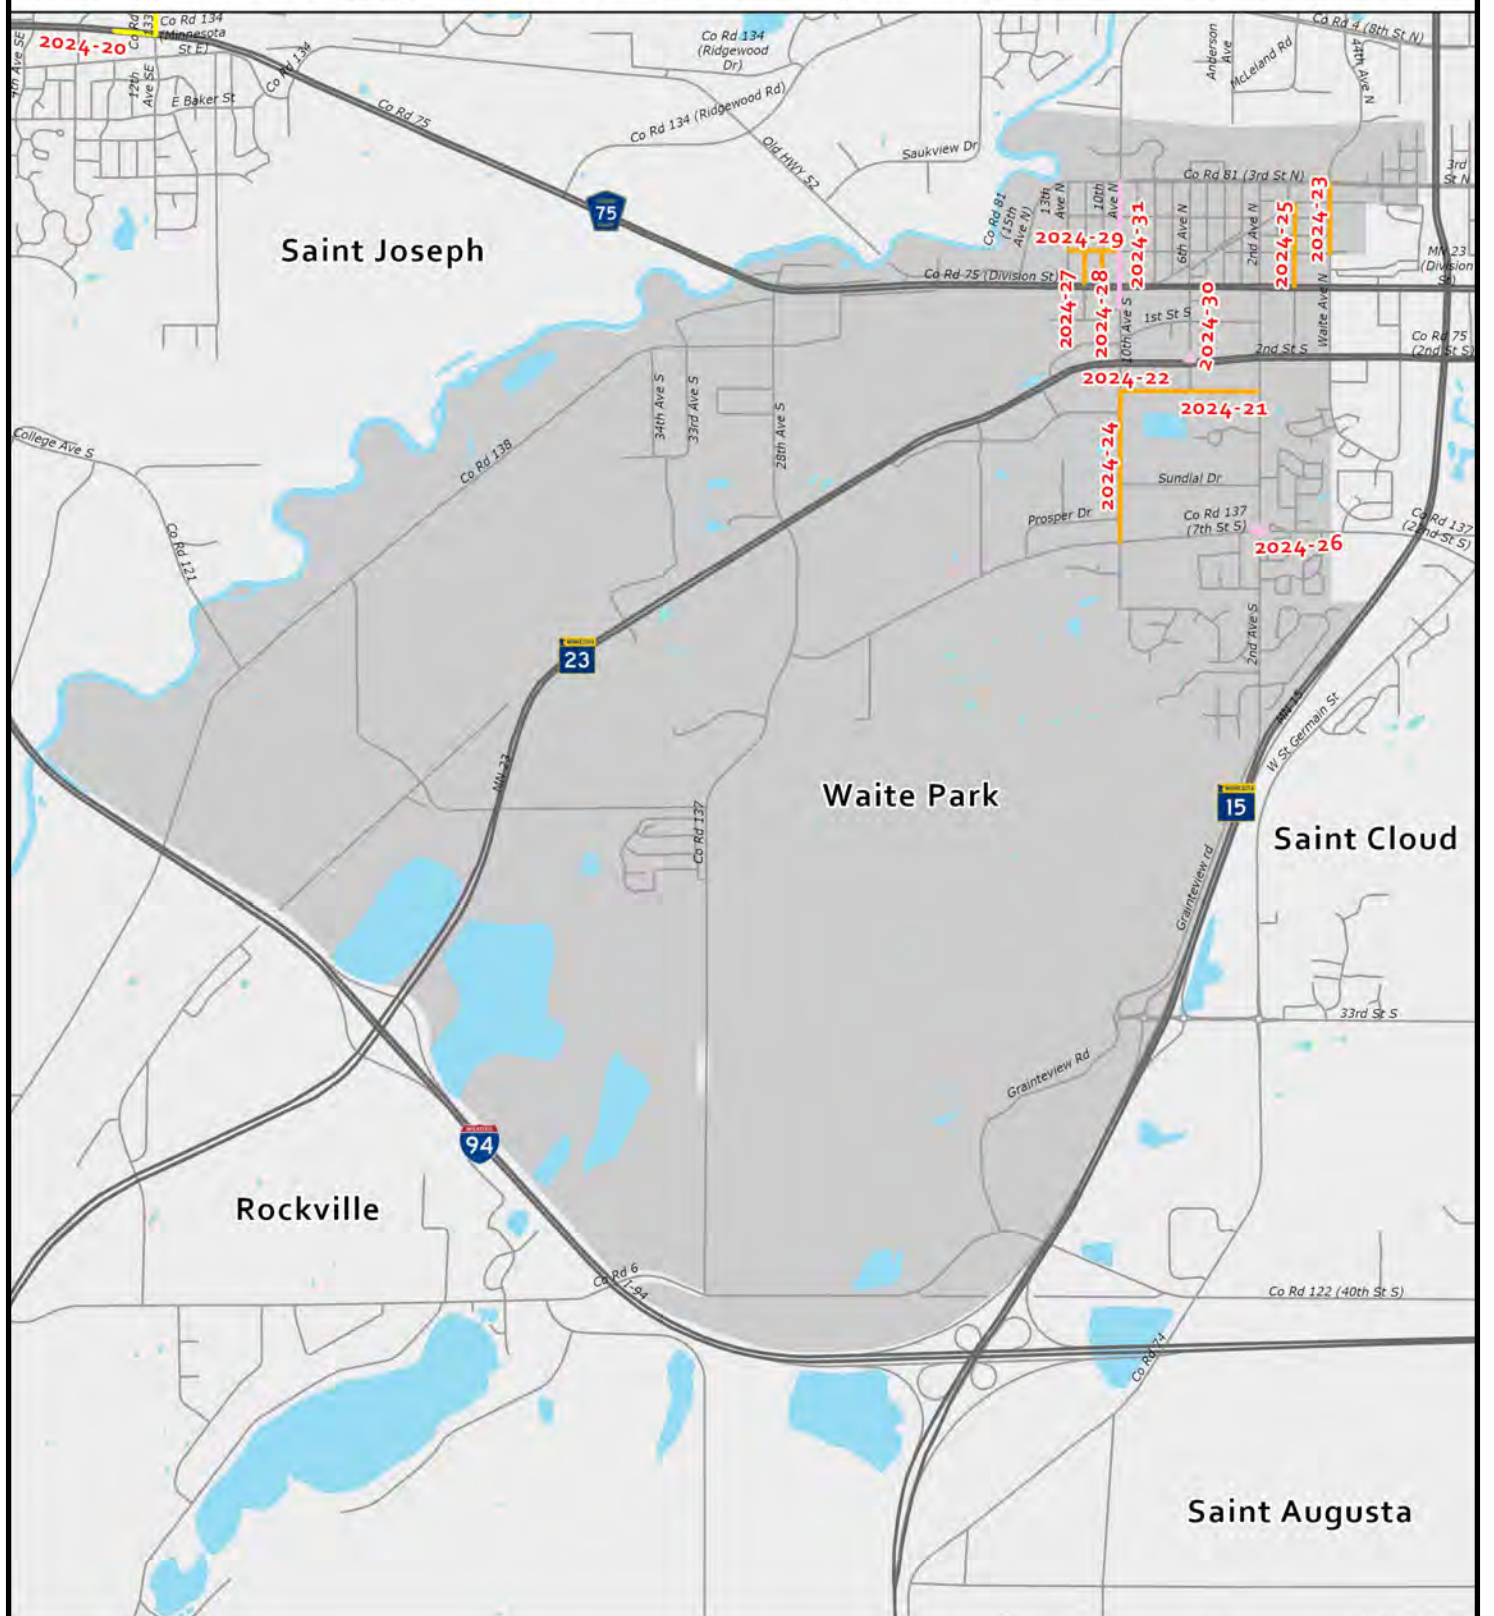 Co Rd 134
(Minnesota
St E)
Co Rd
133
2024-20
4th Ave SE
12th
Ave SE
E Baker St
Co Rd 134
Co Rd 75
Co Rd 134
(Ridgewood
Dr)
Co Rd 134 (Ridgewood Rd)
Old HWY 52
Saukview Dr
Anderson
Ave
McLeland Rd
Co Rd 4 (8th St N)
44th Ave N
3rd
St N
Co Rd 81 (3rd St N)
Co Rd 81
(15th
Ave N)
13th
Ave N
10th
Ave N
2024-31
6th Ave N
2nd Ave N
2024-25
2024-23
75
Saint Joseph
2024-29
Co Rd 75 (Division St)
2024-27
2024-28
2024-30
Waite Ave N
MN 23
(Division
St)
1st St S
10th Ave S
2nd St S
Co Rd 75
(2nd St S)
2024-22
2024-21
2024-24
34th Ave S
33rd Ave S
28th Ave S
College Ave S
Co Rd 138
Co Rd 121
Sundial Dr
Prosper Dr
Co Rd 137
(7th St S)
2024-26
Co Rd 137
(22nd St S)
2nd Ave S
MINNESOTA
23
MN 23
MN 15
W St Germain St
Waite Park
MINNESOTA
15
Saint Cloud
Co Rd 137
Grainteview rd
33rd St S
Grainteview Rd
94
Rockville
Co Rd 6
I-94
Co Rd 122 (40th St S)
Co Rd 74
Saint Augusta